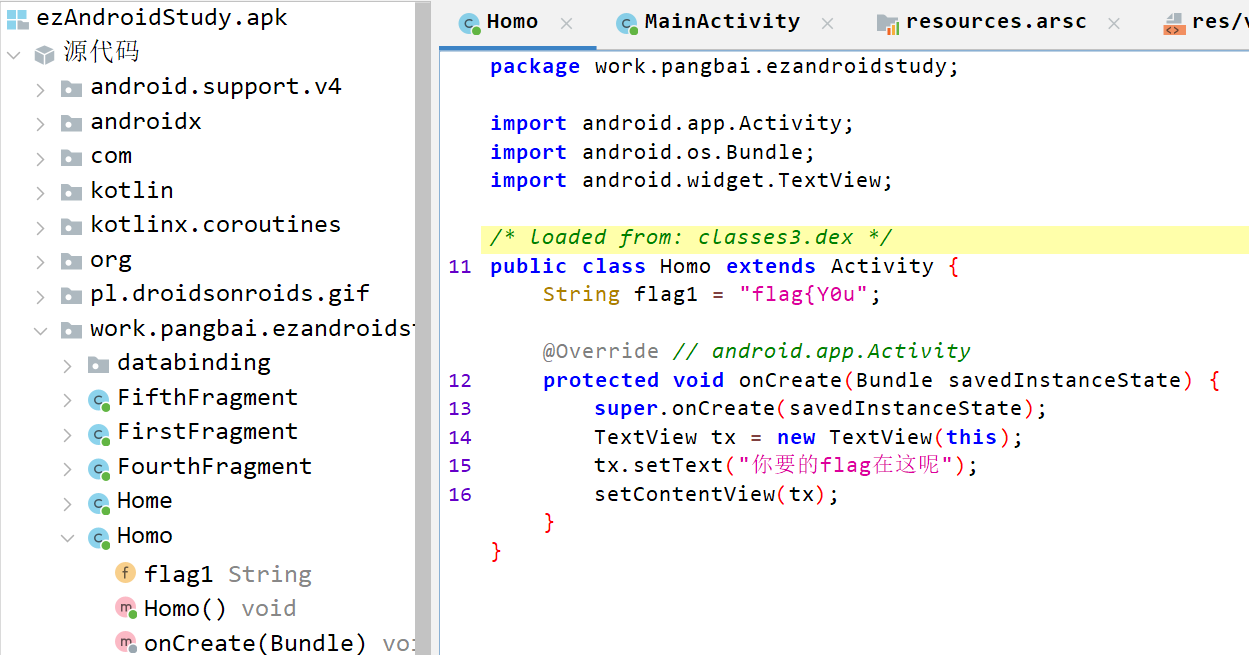 ezAndroidStudy.apk
源代码
android.support.v4
androidx
com
kotlin
kotlinx.coroutines
org
pl.droidsonroids.gif
work.pangbai.ezandroidst
databinding
FifthFragment
FirstFragment
FourthFragment
Home
Homo
flag1 String
Homo() void
onCreate(Bundle) voi
Homo
MainActivity
resources.arsc
res/v
package work.pangbai.ezandroidstudy;
import android.app.Activity;
import android.os.Bundle;
import android.widget.TextView;
/* loaded from: classes3.dex */
11 public class Homo extends Activity {
String flag1 = "flag{Y0u";
@Override // android.app.Activity
12 protected void onCreate(Bundle savedInstanceState) {
13 super.onCreate(savedInstanceState);
14 TextView tx = new TextView(this);
15 tx.setText("你要的flag在这呢");
16 setContentView(tx);
}
}